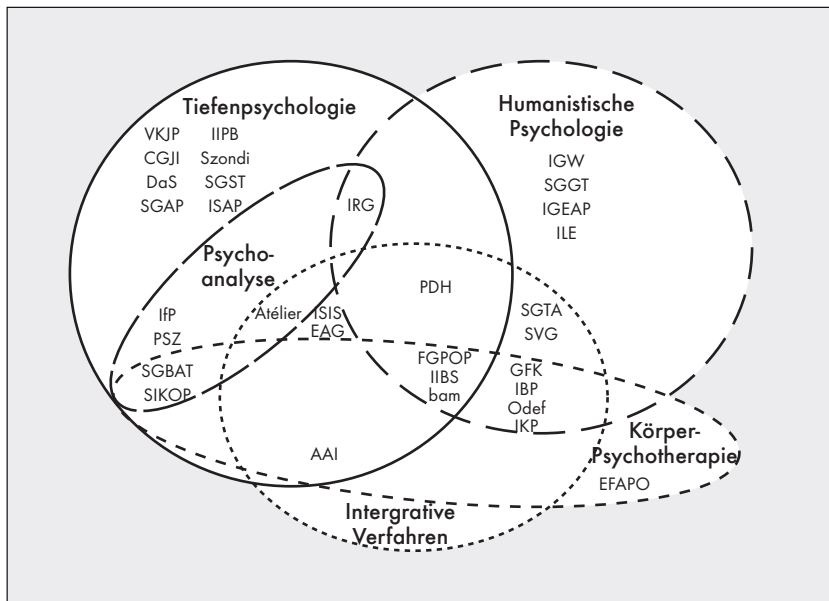 Tiefenpsychologie
VKJP IIPB
CGJI Szondi
DaS SGST
SGAP ISAP
Humanistische
Psychologie
IGW
SGGT
IGEAP
ILE
IRG
Psycho-
analyse
IfP
PSZ
Atélier
ISIS
EAG
PDH
SGTA
SVG
SGBAT
SIKOP
FGPOP
IIBS
bam
GFK
IBP
Odef
IKP
AAI
Körper-
Psychotherapie
EFAPO
Intergrative
Verfahren